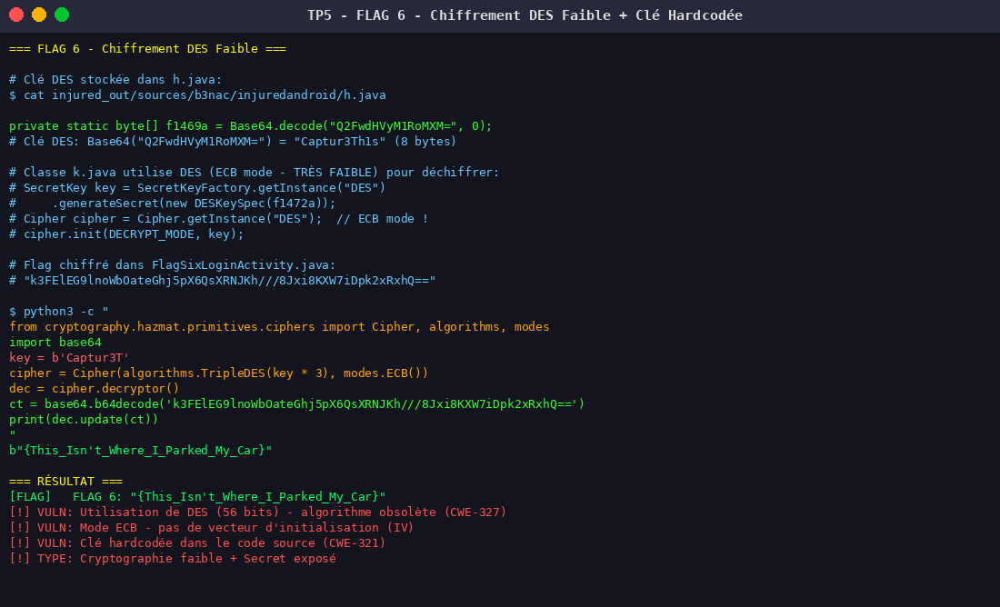 TP5 - FLAG 6 - Chiffrement DES Faible + Clé Hardcodée
=== FLAG 6 - Chiffrement DES Faible ===
# Clé DES stockée dans h.java:
$ cat injured_out/sources/b3nac/injuredandroid/h.java
private static byte[] f1469a = Base64.decode("Q2FwdHVyM1RoMXM=", 0);
# Clé DES: Base64("Q2FwdHVyM1RoMXM=") = "Captur3Th1s" (8 bytes)
# Classe k.java utilise DES (ECB mode - TRÈS FAIBLE) pour déchiffrer:
# SecretKey key = SecretKeyFactory.getInstance("DES")
#     .generateSecret(new DESKeySpec(f1472a));
# Cipher cipher = Cipher.getInstance("DES");  // ECB mode !
# cipher.init(DECRYPT_MODE, key);
# Flag chiffré dans FlagSixLoginActivity.java:
# "k3FElEG9lnoWbOateGhj5pX6QsXRNJKh///8Jxi8KXW7iDpk2xRxhQ=="
$ python3 -c "
from cryptography.hazmat.primitives.ciphers import Cipher, algorithms, modes
import base64
key = b'Captur3T'
cipher = Cipher(algorithms.TripleDES(key * 3), modes.ECB())
dec = cipher.decryptor()
ct = base64.b64decode('k3FElEG9lnoWbOateGhj5pX6QsXRNJKh///8Jxi8KXW7iDpk2xRxhQ==')
print(dec.update(ct))
"
b"{This_Isn't_Where_I_Parked_My_Car}"
=== RÉSULTAT ===
[FLAG]   FLAG 6: "{This_Isn't_Where_I_Parked_My_Car}"
[!] VULN: Utilisation de DES (56 bits) - algorithme obsolète (CWE-327)
[!] VULN: Mode ECB - pas de vecteur d'initialisation (IV)
[!] VULN: Clé hardcodée dans le code source (CWE-321)
[!] TYPE: Cryptographie faible + Secret exposé